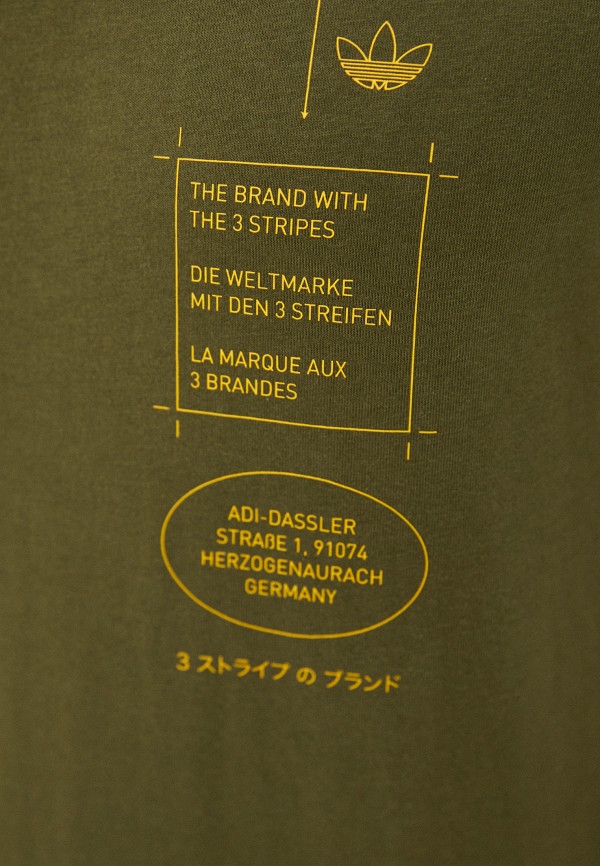 THE BRAND WITH
THE 3 STRIPES
DIE WELTMARKE
MIT DEN 3 STREIFEN
LA MARQUE AUX
3 BRANDES
ADI-DASSLER
STRAßE 1, 91074
HERZOGENAURACH
GERMANY
3 ストライプ の ブランド